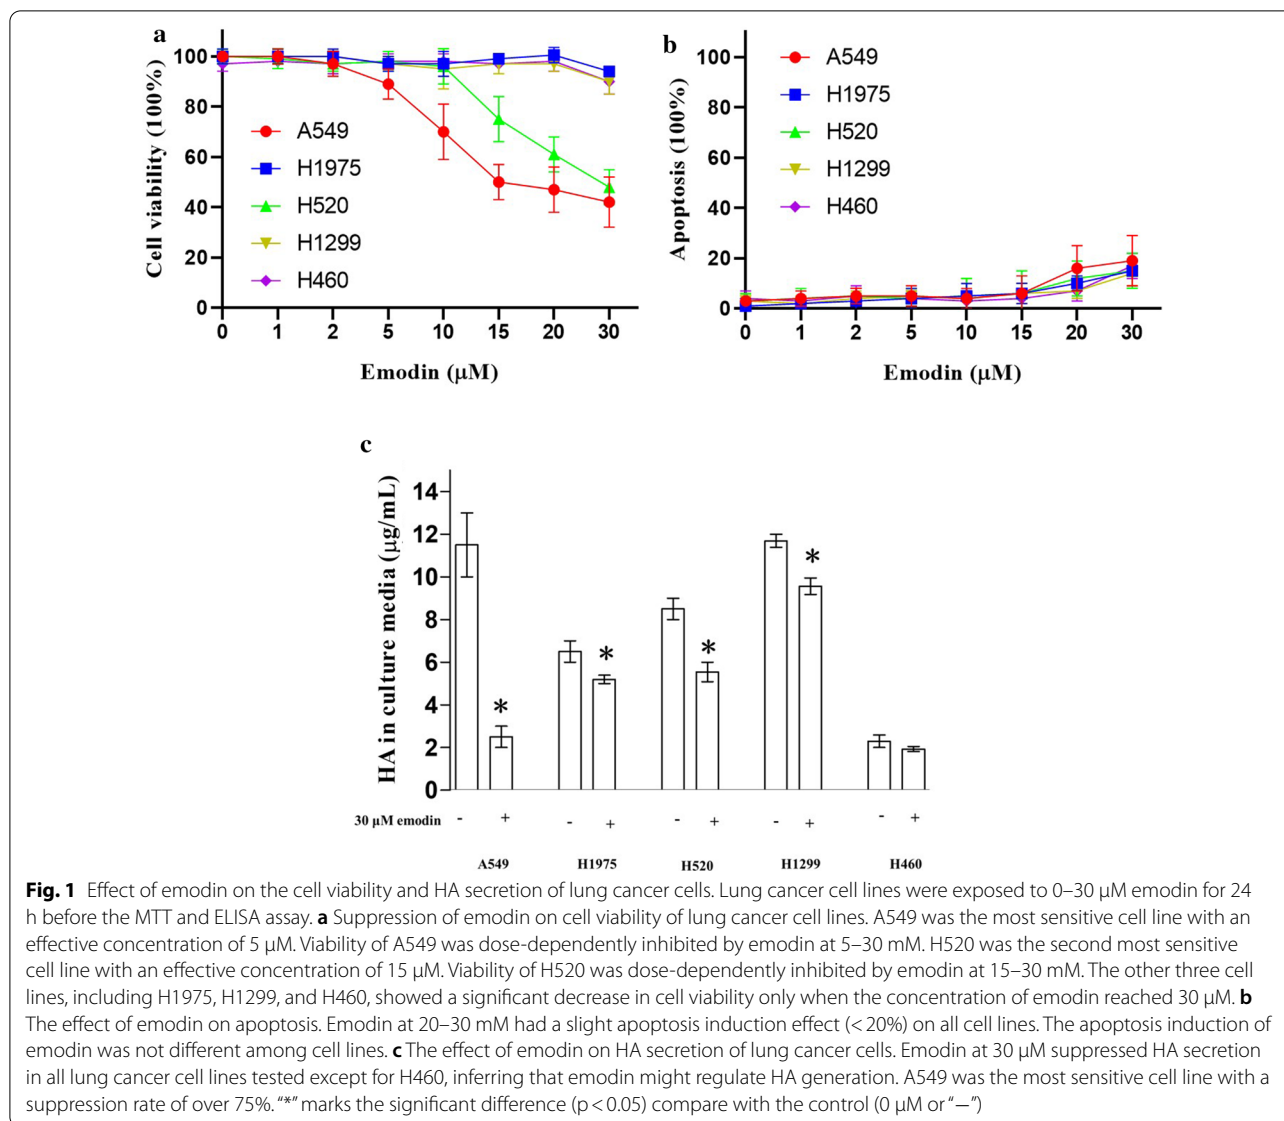 a
Cell viability (100%)
100
80
60
40
20
0
A549
H1975
H520
H1299
H460
0 1 2 5 10 15 20 30
Emodin (μM)
b
Apoptosis (100%)
100
80
60
40
20
0
A549
H1975
H520
H1299
H460
0 1 2 5 10 15 20 30
Emodin (μM)
c
HA in culture media (μg/mL)
14
12
10
8
6
4
2
0
* * * *
30 μM emodin - + - + - + - + - +
A549 H1975 H520 H1299 H460
Fig. 1 Effect of emodin on the cell viability and HA secretion of lung cancer cells. Lung cancer cell lines were exposed to 0–30 μM emodin for 24
h before the MTT and ELISA assay. a Suppression of emodin on cell viability of lung cancer cell lines. A549 was the most sensitive cell line with an
effective concentration of 5 μM. Viability of A549 was dose-dependently inhibited by emodin at 5–30 mM. H520 was the second most sensitive
cell line with an effective concentration of 15 μM. Viability of H520 was dose-dependently inhibited by emodin at 15–30 mM. The other three cell
lines, including H1975, H1299, and H460, showed a significant decrease in cell viability only when the concentration of emodin reached 30 μM. b
The effect of emodin on apoptosis. Emodin at 20–30 mM had a slight apoptosis induction effect (< 20%) on all cell lines. The apoptosis induction of
emodin was not different among cell lines. c The effect of emodin on HA secretion of lung cancer cells. Emodin at 30 μM suppressed HA secretion
in all lung cancer cell lines tested except for H460, inferring that emodin might regulate HA generation. A549 was the most sensitive cell line with a
suppression rate of over 75%. "*" marks the significant difference (p < 0.05) compare with the control (0 μM or "—")